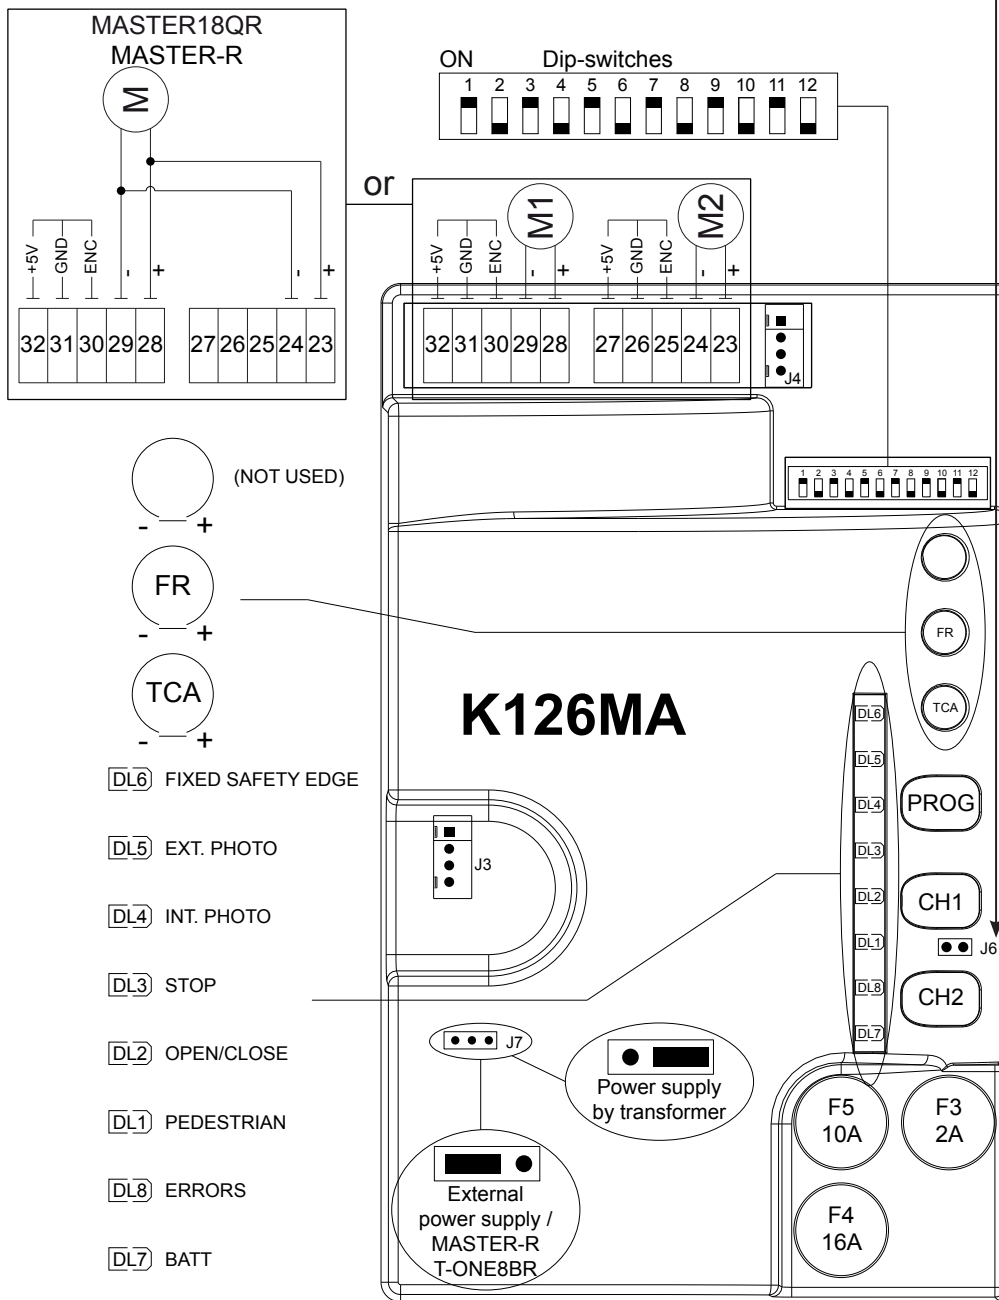 MASTER18QR
MASTER-R
M
+5V GND ENC - + - +
32 31 30 29 28 27 26 25 24 23
or
ON Dip-switches
1 2 3 4 5 6 7 8 9 10 11 12
M1 M2
+5V GND ENC - + +5V GND ENC - +
32 31 30 29 28 27 26 25 24 23
J4
1 2 3 4 5 6 7 8 9 10 11 12
(NOT USED)
- +
FR
- +
TCA
- +
FR
TCA
K126MA
DL6 FIXED SAFETY EDGE
DL5 EXT. PHOTO
DL4 INT. PHOTO
DL3 STOP
DL2 OPEN/CLOSE
DL1 PEDESTRIAN
DL8 ERRORS
DL7 BATT
J3
DL6
DL5
DL4
DL3
DL2
DL1
DL8
DL7
PROG
CH1
J6
CH2
J7
Power supply
by transformer
External
power supply /
MASTER-R
T-ONE8BR
F5
10A
F3
2A
F4
16A